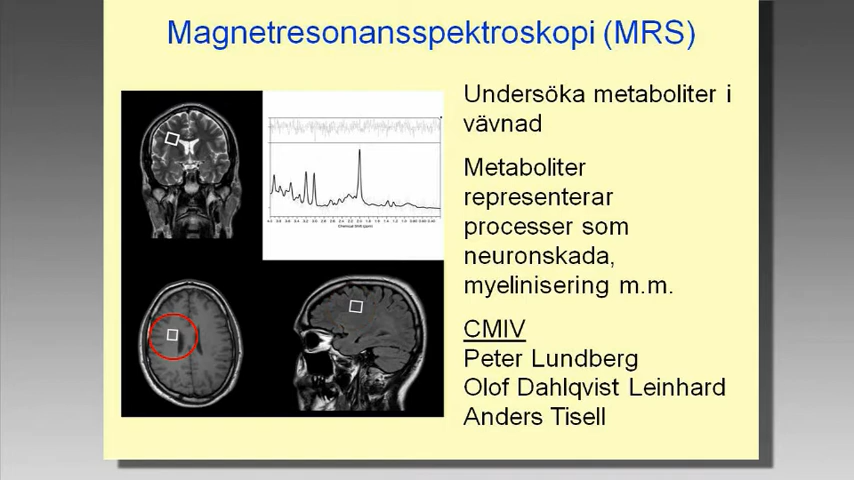 Magnetresonansspektroskopi (MRS)
Undersöka metaboliter i
vävnad
Metaboliter
representerar
processer som
neuronskada,
myelinisering m.m.
CMIV
Peter Lundberg
Olof Dahlqvist Leinhard
Anders Tisell